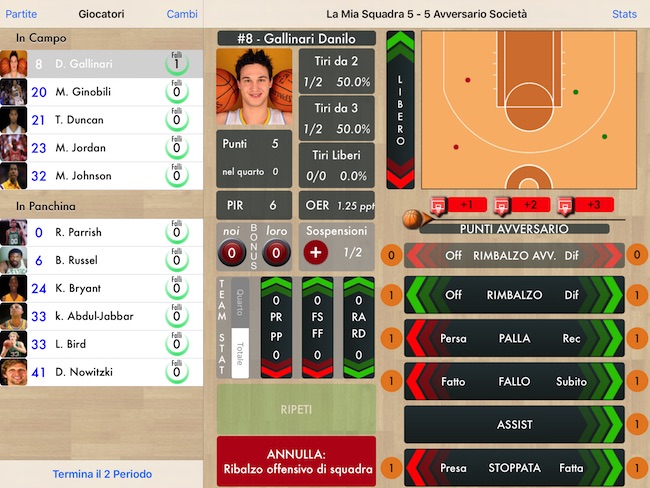 Partite Giocatori Cambi
La Mia Squadra 5 - 5 Avversario Società Stats
In Campo
8 D. Gallinari Falli 1
20 M. Ginobili Falli 0
21 T. Duncan Falli 0
23 M. Jordan Falli 0
32 M. Johnson Falli 0
In Panchina
0 R. Parrish Falli 0
6 B. Russel Falli 0
24 K. Bryant Falli 0
33 k. Abdul-Jabbar Falli 0
33 L. Bird Falli 0
41 D. Nowitzki Falli 0
Termina il 2 Periodo
#8 - Gallinari Danilo
Tiri da 2
1/2 50.0%
Tiri da 3
1/2 50.0%
Punti 5
nel quarto 0
Tiri Liberi
0/0 0.0%
PIR 6
OER 1.25 ppt
noi BONUS loro
0 0
Sospensioni
+ 1/2
TEAM STAT
Quarto
Totale
0
PR
PP
0
0
FS
FF
0
0
RA
RD
0
RIPETI
ANNULLA:
Ribalzo offensivo di squadra
LIBERO
+1 +2 +3
PUNTI AVVERSARIO
0 Off RIMBALZO AVV. Dif 0
1 Off RIMBALZO Dif 1
1 Persa PALLA Rec 1
1 Fatto FALLO Subito 1
ASSIST 1
1 Presa STOPPATA Fatta 1